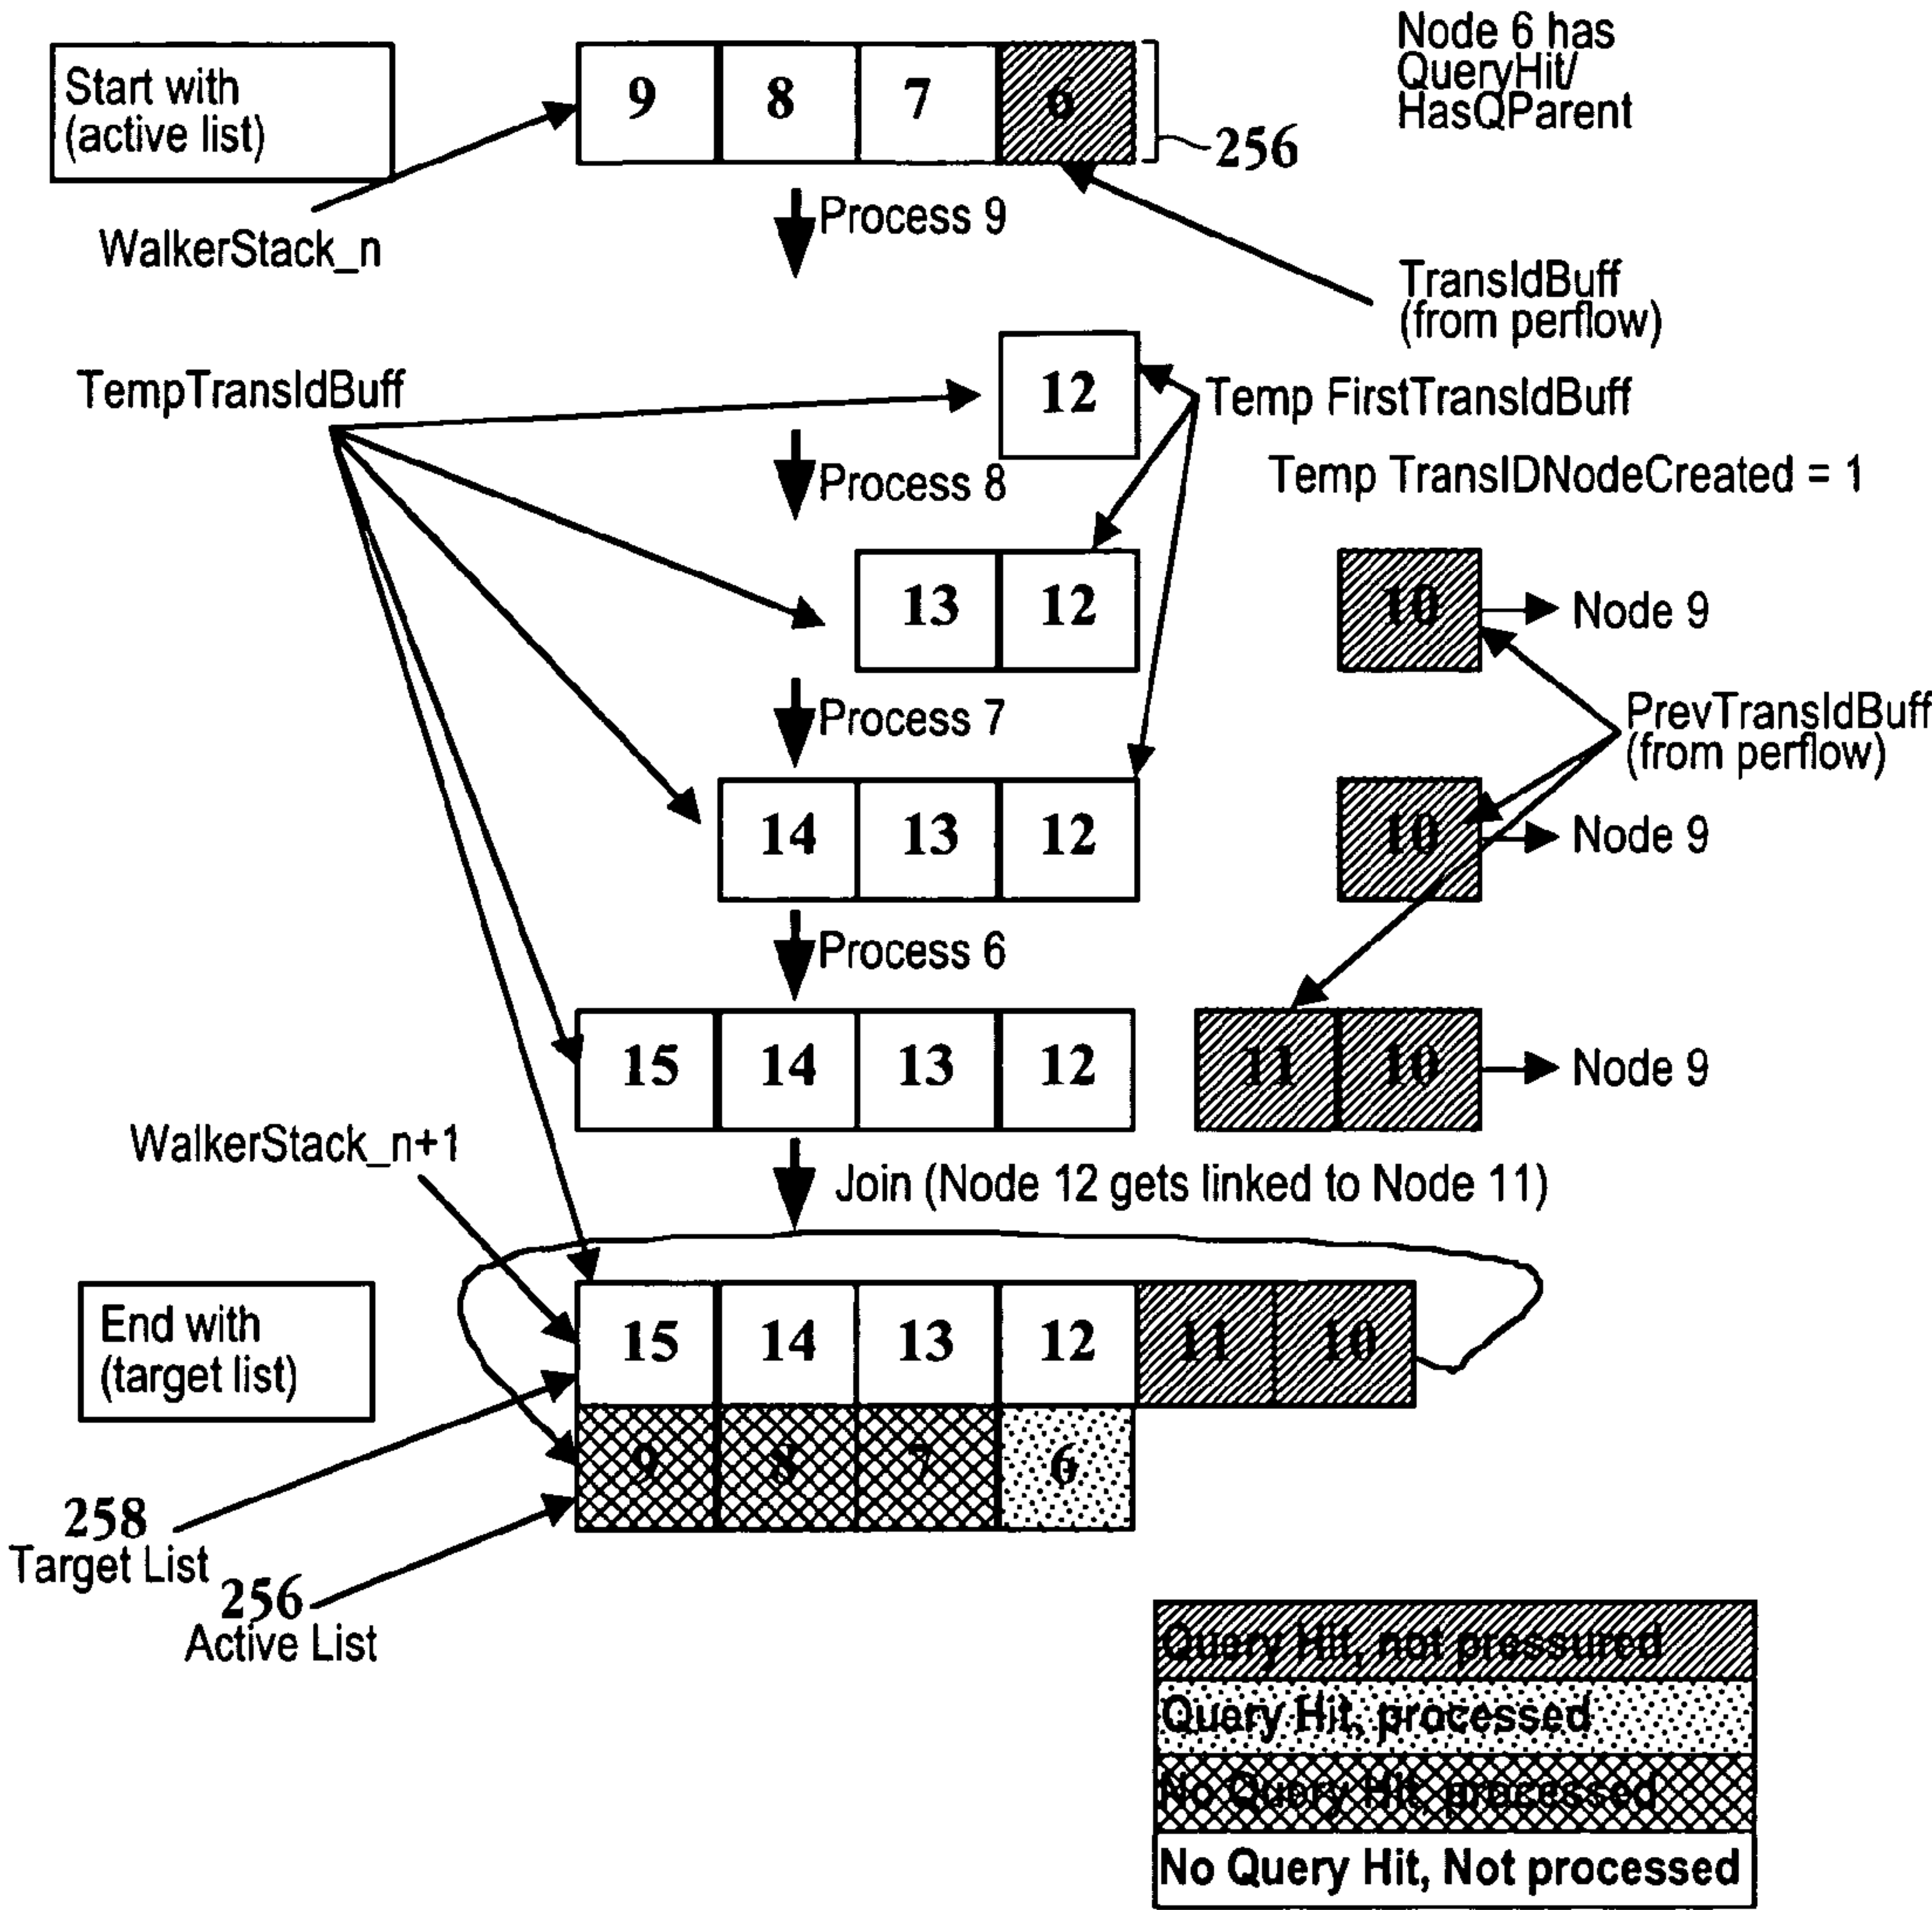 Start with
(active list)
9 8 7 6
Node 6 has
QueryHit/
HasQParent
256
WalkerStack_n
Process 9
TransIdBuff
(from perflow)
TempTransIdBuff
12
Temp FirstTransIdBuff
Process 8
Temp TransIDNodeCreated = 1
13 12
10
Node 9
Process 7
PrevTransIdBuff
(from perflow)
14 13 12
10
Node 9
Process 6
15 14 13 12
11 10
Node 9
WalkerStack_n+1
Join (Node 12 gets linked to Node 11)
End with
(target list)
15 14 13 12 11 10
9 8 7 6
258
Target List
256
Active List
Query Hit, not pressured
Query Hit, processed
No Query Hit, processed
No Query Hit, Not processed